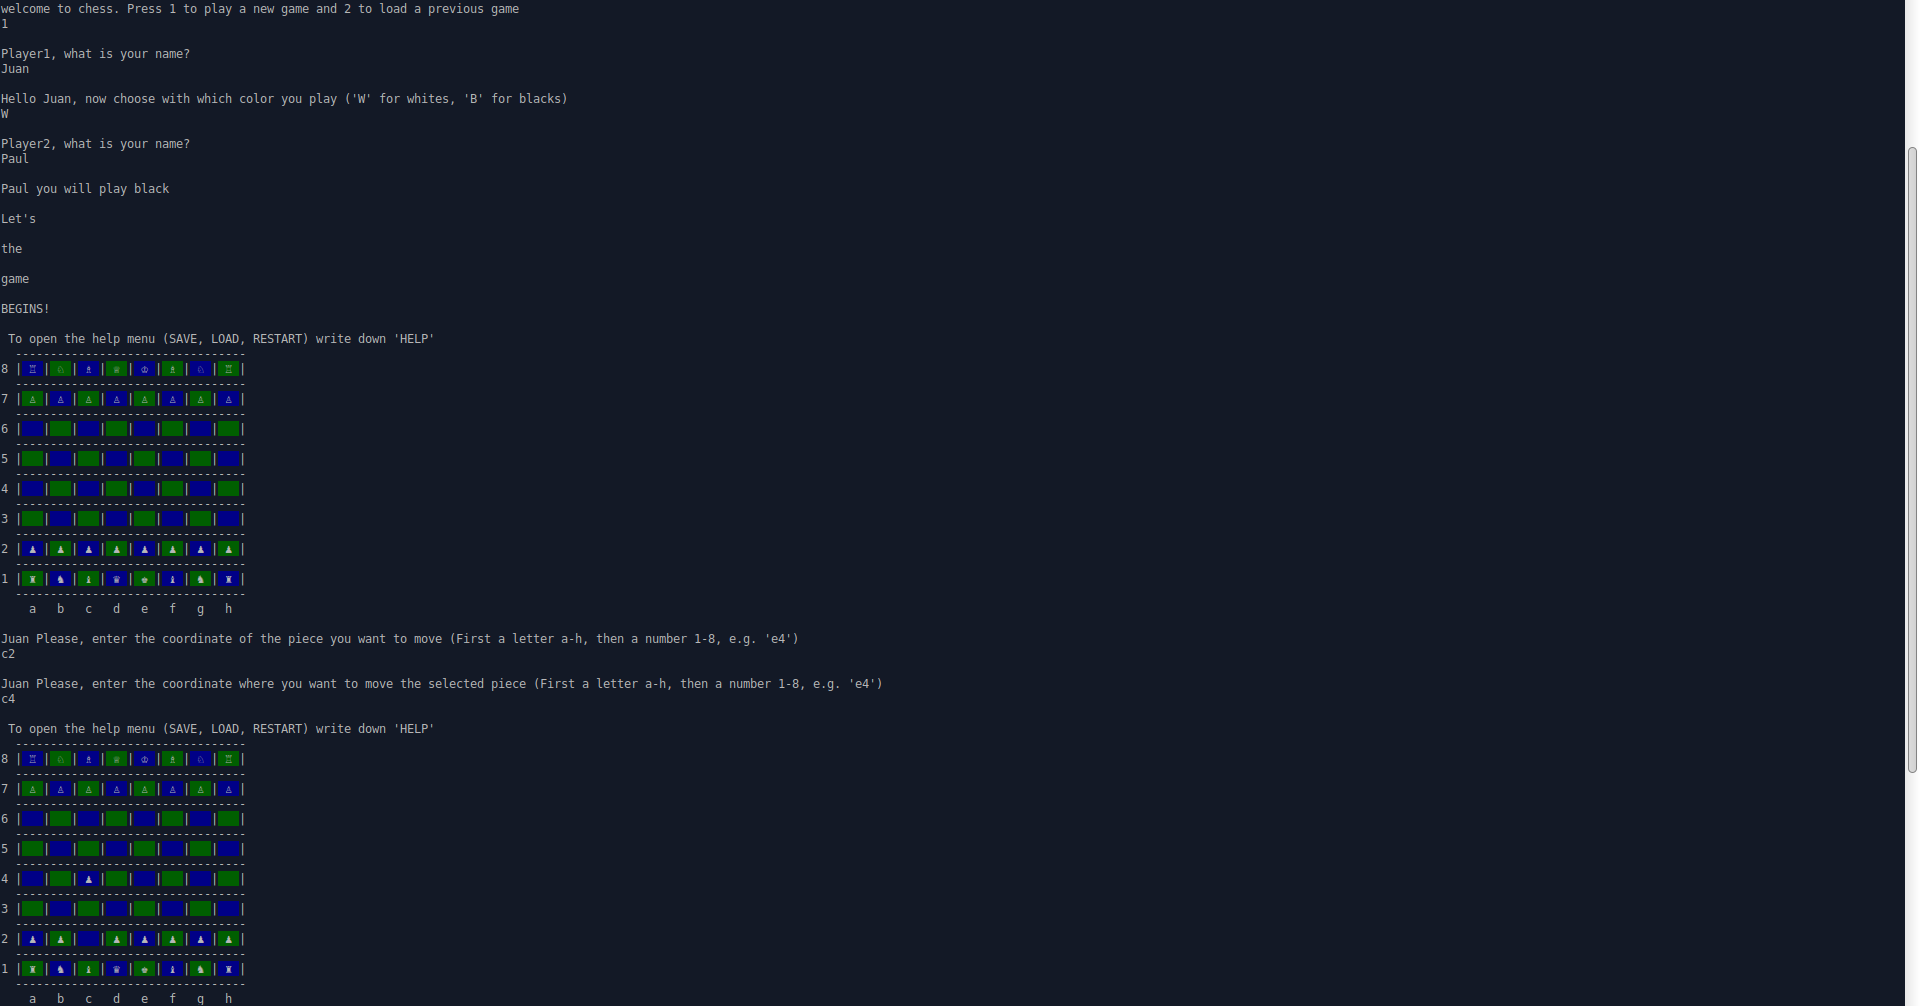 welcome to chess. Press 1 to play a new game and 2 to load a previous game
1
Player1, what is your name?
Juan
Hello Juan, now choose with which color you play ('W' for whites, 'B' for blacks)
W
Player2, what is your name?
Paul
Paul you will play black
Let's
the
game
BEGINS!
To open the help menu (SAVE, LOAD, RESTART) write down 'HELP'
---------------------------------
8 |♖|♘|♗|♕|♔|♗|♘|♖|
---------------------------------
7 |♙|♙|♙|♙|♙|♙|♙|♙|
---------------------------------
6 | | | | | | | | |
---------------------------------
5 | | | | | | | | |
---------------------------------
4 | | | | | | | | |
---------------------------------
3 | | | | | | | | |
---------------------------------
2 |♟|♟|♟|♟|♟|♟|♟|♟|
---------------------------------
1 |♜|♞|♝|♛|♚|♝|♞|♜|
---------------------------------
a b c d e f g h
Juan Please, enter the coordinate of the piece you want to move (First a letter a-h, then a number 1-8, e.g. 'e4')
c2
Juan Please, enter the coordinate where you want to move the selected piece (First a letter a-h, then a number 1-8, e.g. 'e4')
c4
To open the help menu (SAVE, LOAD, RESTART) write down 'HELP'
---------------------------------
8 |♖|♘|♗|♕|♔|♗|♘|♖|
---------------------------------
7 |♙|♙|♙|♙|♙|♙|♙|♙|
---------------------------------
6 | | | | | | | | |
---------------------------------
5 | | | | | | | | |
---------------------------------
4 | | |♟| | | | | |
---------------------------------
3 | | | | | | | | |
---------------------------------
2 |♟|♟| |♟|♟|♟|♟|♟|
---------------------------------
1 |♜|♞|♝|♛|♚|♝|♞|♜|
---------------------------------
a b c d e f g h